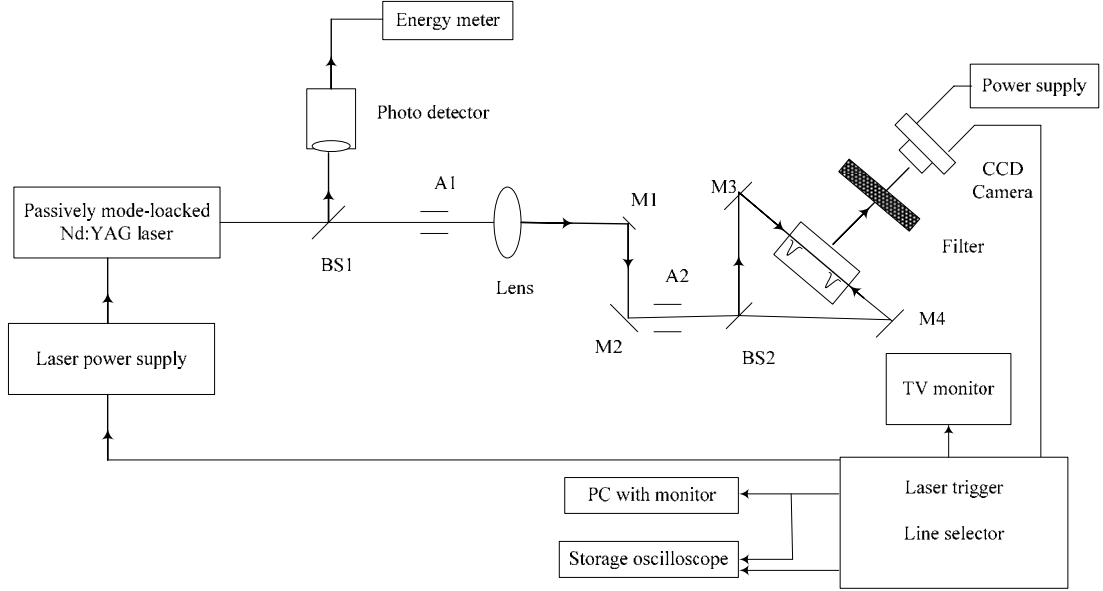 Energy meter
Power supply
Photo detector
CCD
Camera
A1
M1
M3
Passively mode-loacked
Nd:YAG laser
Filter
BS1
Lens
A2
M4
M2
BS2
Laser power supply
TV monitor
Laser trigger
PC with monitor
Line selector
Storage oscilloscope